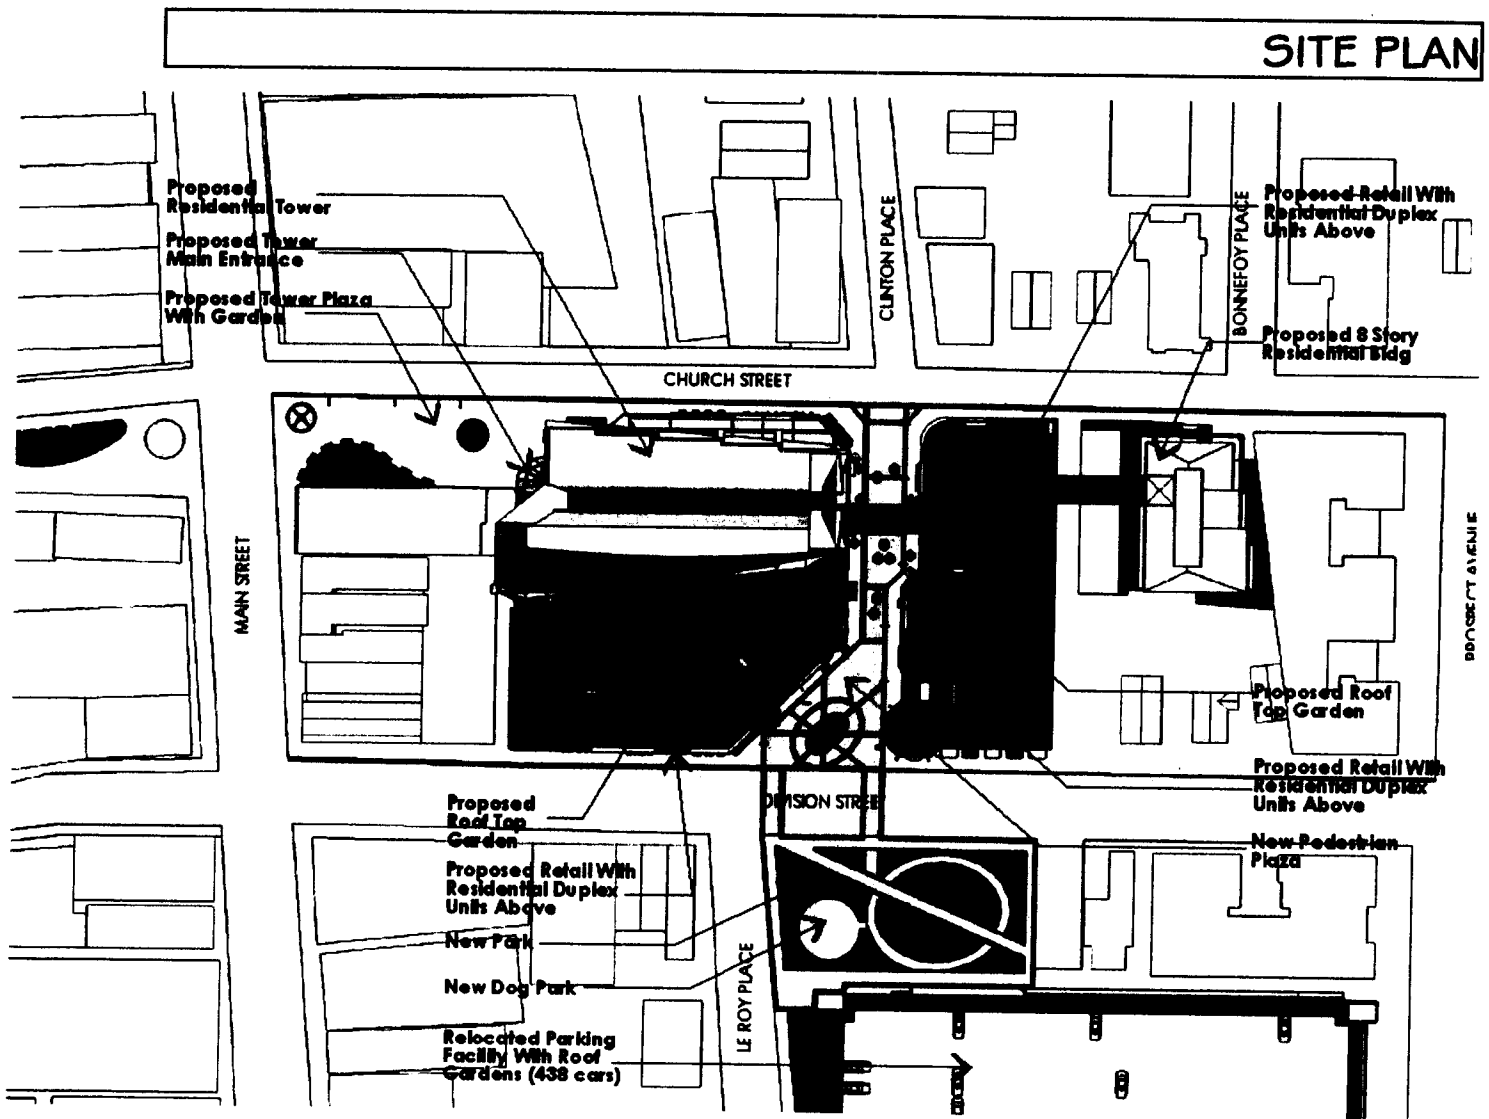 SITE PLAN
Proposed
Residential Tower
Proposed Tower
Main Entrance
Proposed Tower Plaza
With Garden
CLINTON PLACE
BONNEFOY PLACE
Proposed Retail With
Residential Duplex
Units Above
Proposed 8 Story
Residential Bldg
CHURCH STREET
MAIN STREET
PROSPECT AVENUE
Proposed Roof
Top Garden
Proposed Retail With
Residential Duplex
Units Above
New Pedestrian
Plaza
DIVISION STREET
Proposed
Roof Top
Garden
Proposed Retail With
Residential Duplex
Units Above
New Park
New Dog Park
LE ROY PLACE
Relocated Parking
Facility With Roof
Gardens (438 cars)